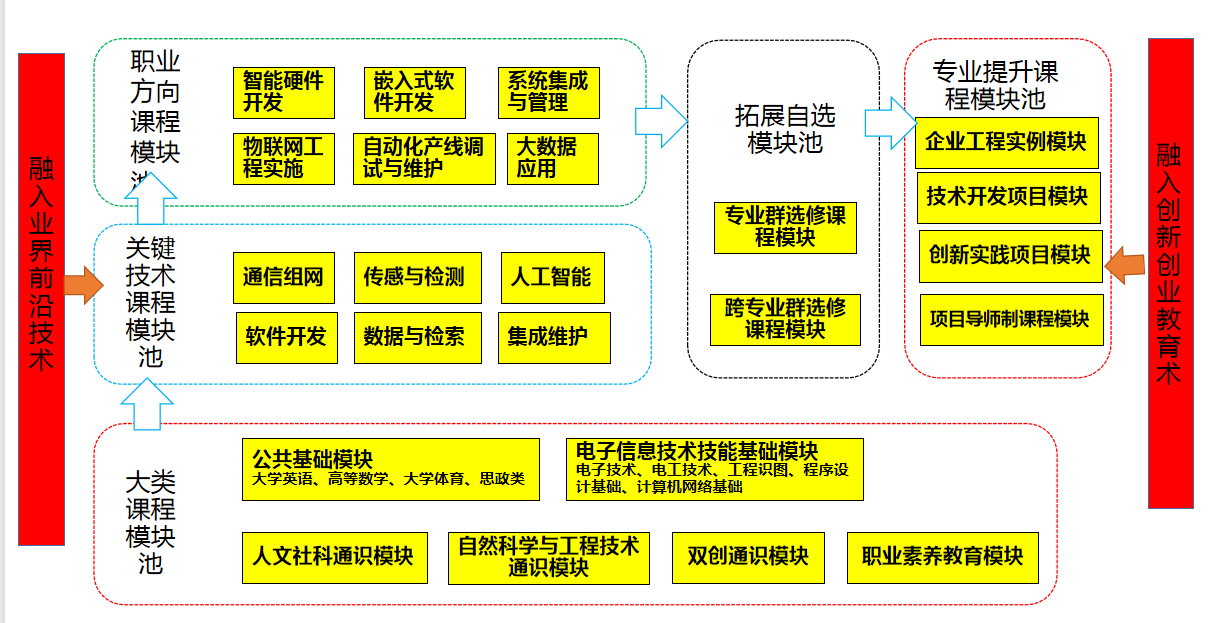 融入业界前沿技术
职业
方向
课程
模块
池
智能硬件
开发
嵌入式软
件开发
系统集成
与管理
物联网工
程实施
自动化产线调
试与维护
大数据
应用
关键
技术
课程
模块
池
通信组网
传感与检测
人工智能
软件开发
数据与检索
集成维护
拓展自选
模块池
专业群选修课
程模块
跨专业群选修
课程模块
专业提升课
程模块池
企业工程实例模块
技术开发项目模块
创新实践项目模块
项目导师制课程模块
融入创新创业教育术
大类
课程
模块
池
公共基础模块
大学英语、高等数学、大学体育、思政类
电子信息技术技能基础模块
电子技术、电工技术、工程识图、程序设
计基础、计算机网络基础
人文社科通识模块
自然科学与工程技术
通识模块
双创通识模块
职业素养教育模块